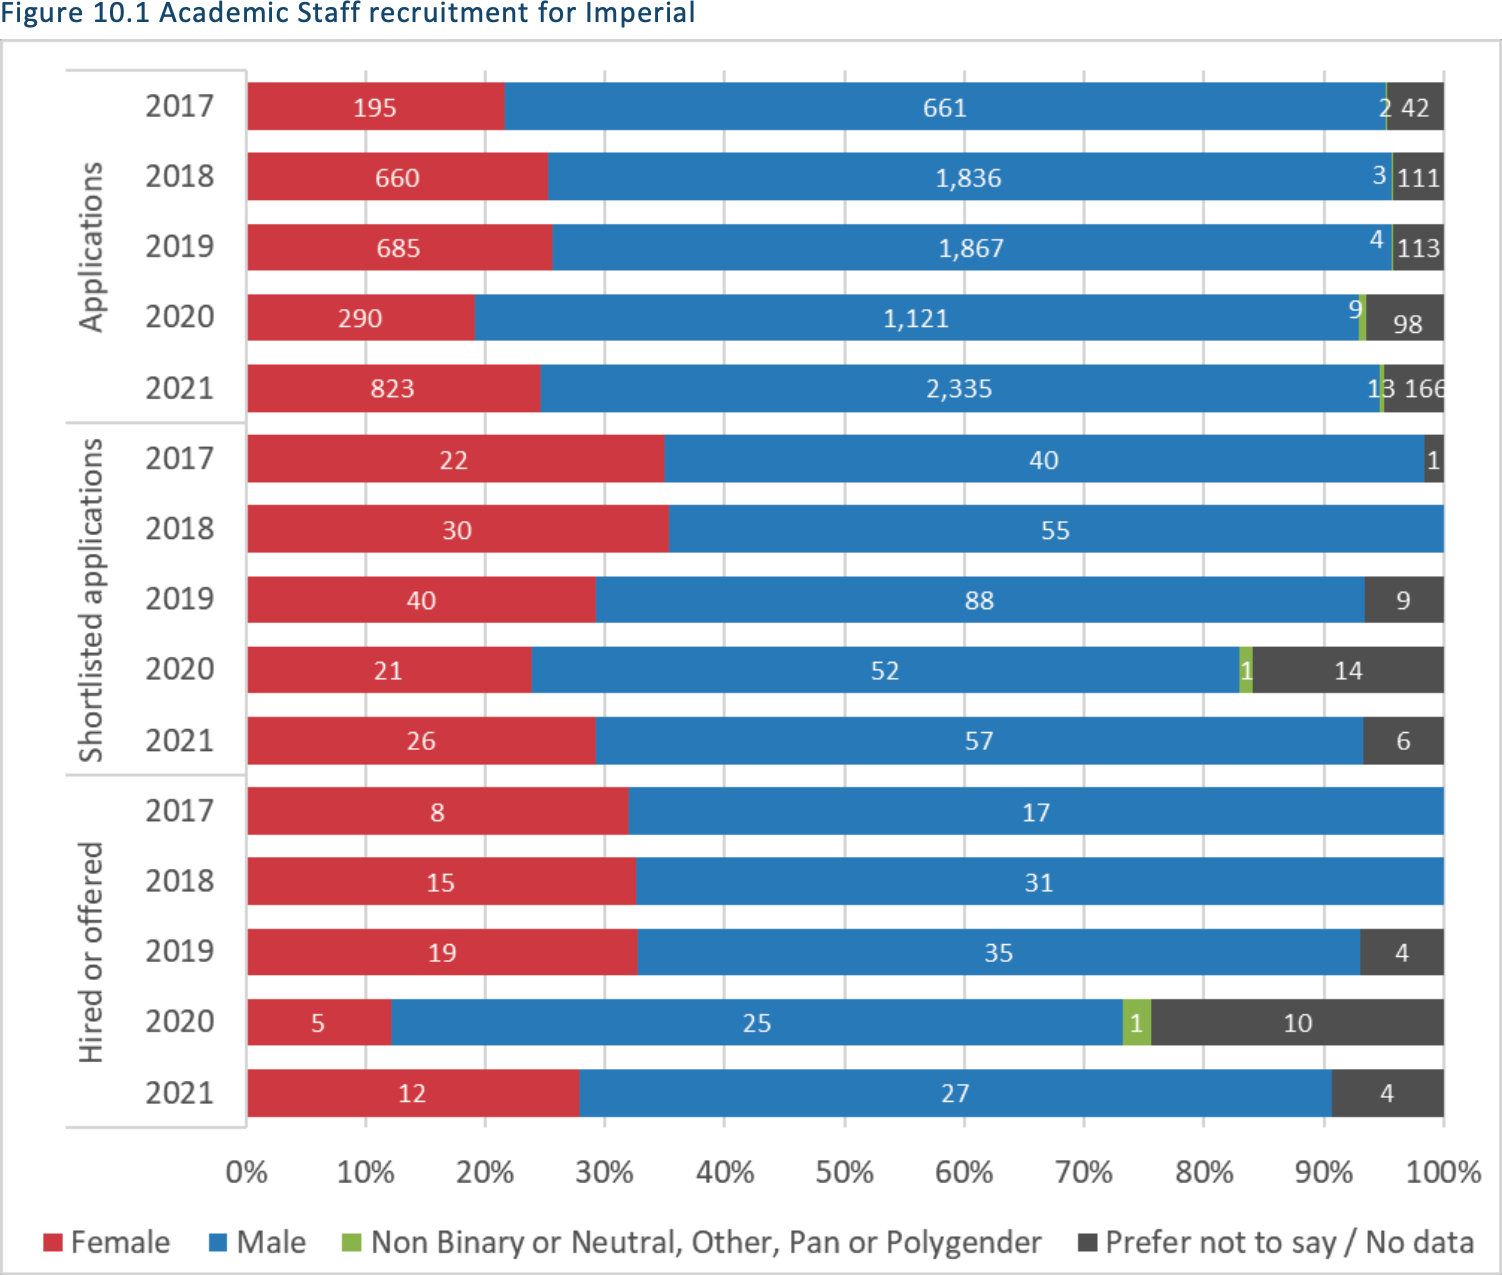 Figure 10.1 Academic Staff recruitment for Imperial
Applications
2017 195 661 2 42
2018 660 1,836 3 111
2019 685 1,867 4 113
2020 290 1,121 9 98
2021 823 2,335 13 166
Shortlisted applications
2017 22 40 1
2018 30 55
2019 40 88 9
2020 21 52 1 14
2021 26 57 6
Hired or offered
2017 8 17
2018 15 31
2019 19 35 4
2020 5 25 1 10
2021 12 27 4
0% 10% 20% 30% 40% 50% 60% 70% 80% 90% 100%
Female Male Non Binary or Neutral, Other, Pan or Polygender Prefer not to say / No data